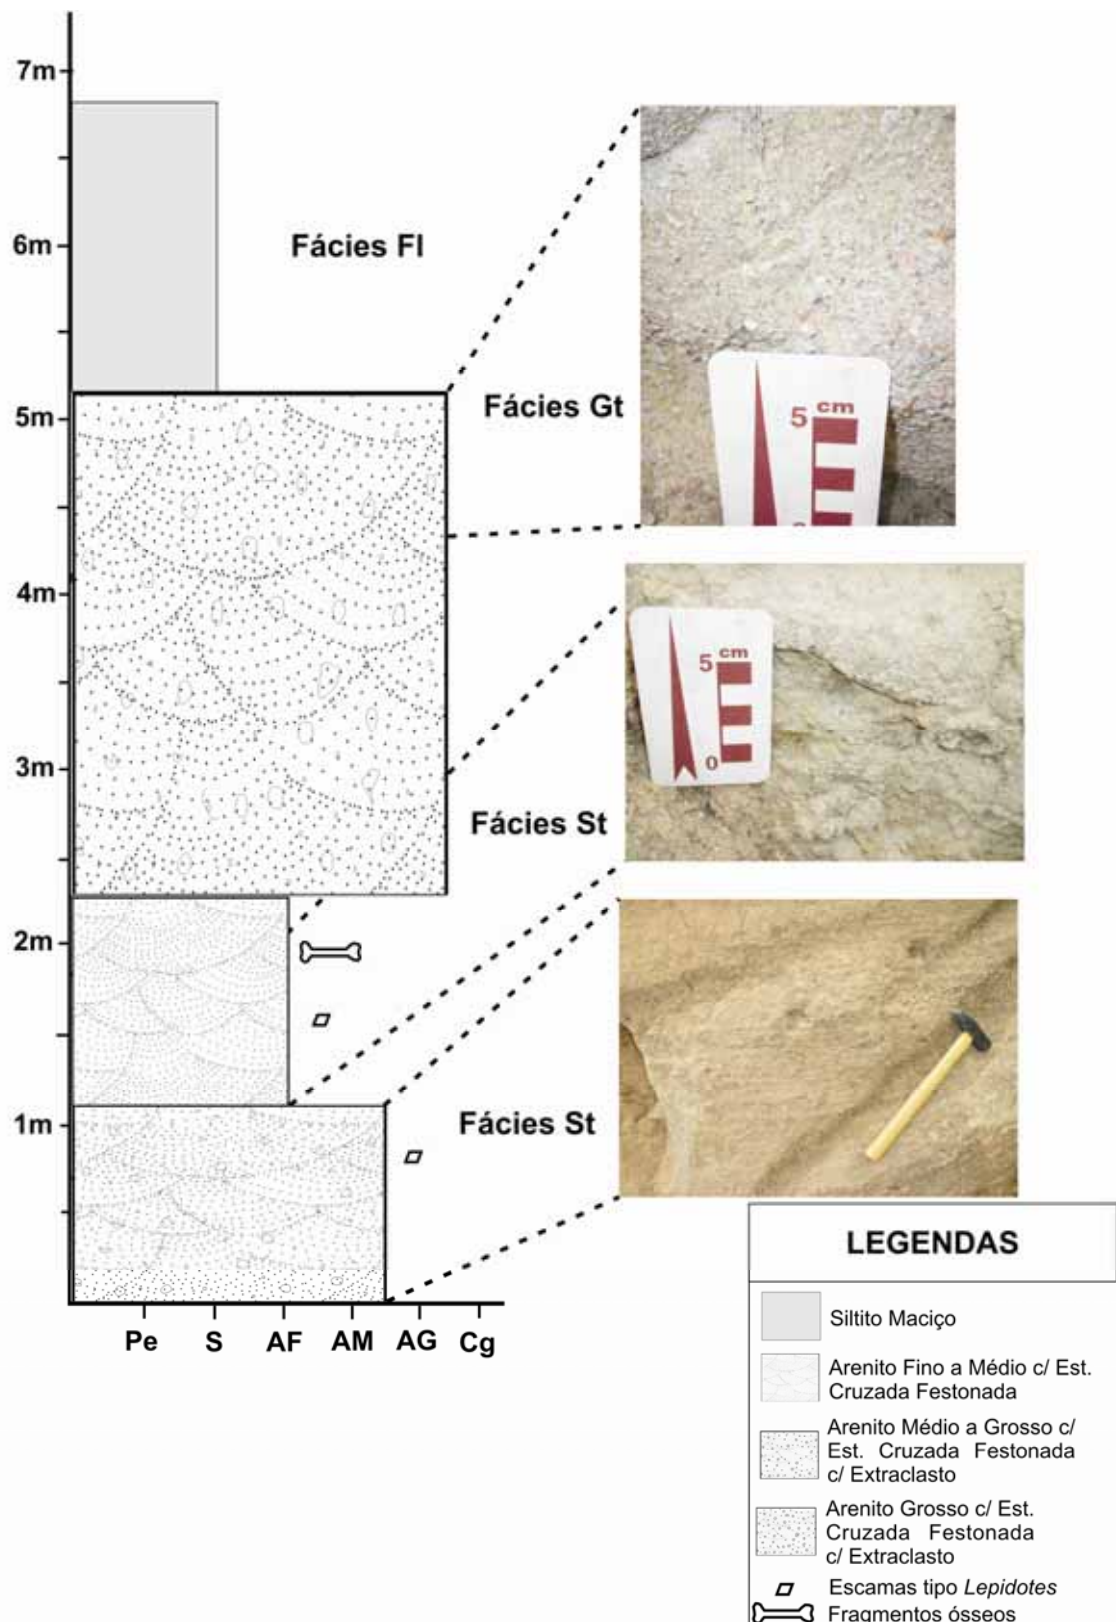 7m
6m
5m
4m
3m
2m
1m
Fácies Fl
Fácies Gt
Fácies St
Fácies St
5 cm
5 cm
0
Pe S AF AM AG Cg
LEGENDAS
Siltito Maciço
Arenito Fino a Médio c/ Est.
Cruzada Festonada
Arenito Médio a Grosso c/
Est. Cruzada Festonada
c/ Extraclasto
Arenito Grosso c/ Est.
Cruzada Festonada
c/ Extraclasto
Escamas tipo Lepidotes
Fragmentos ósseos